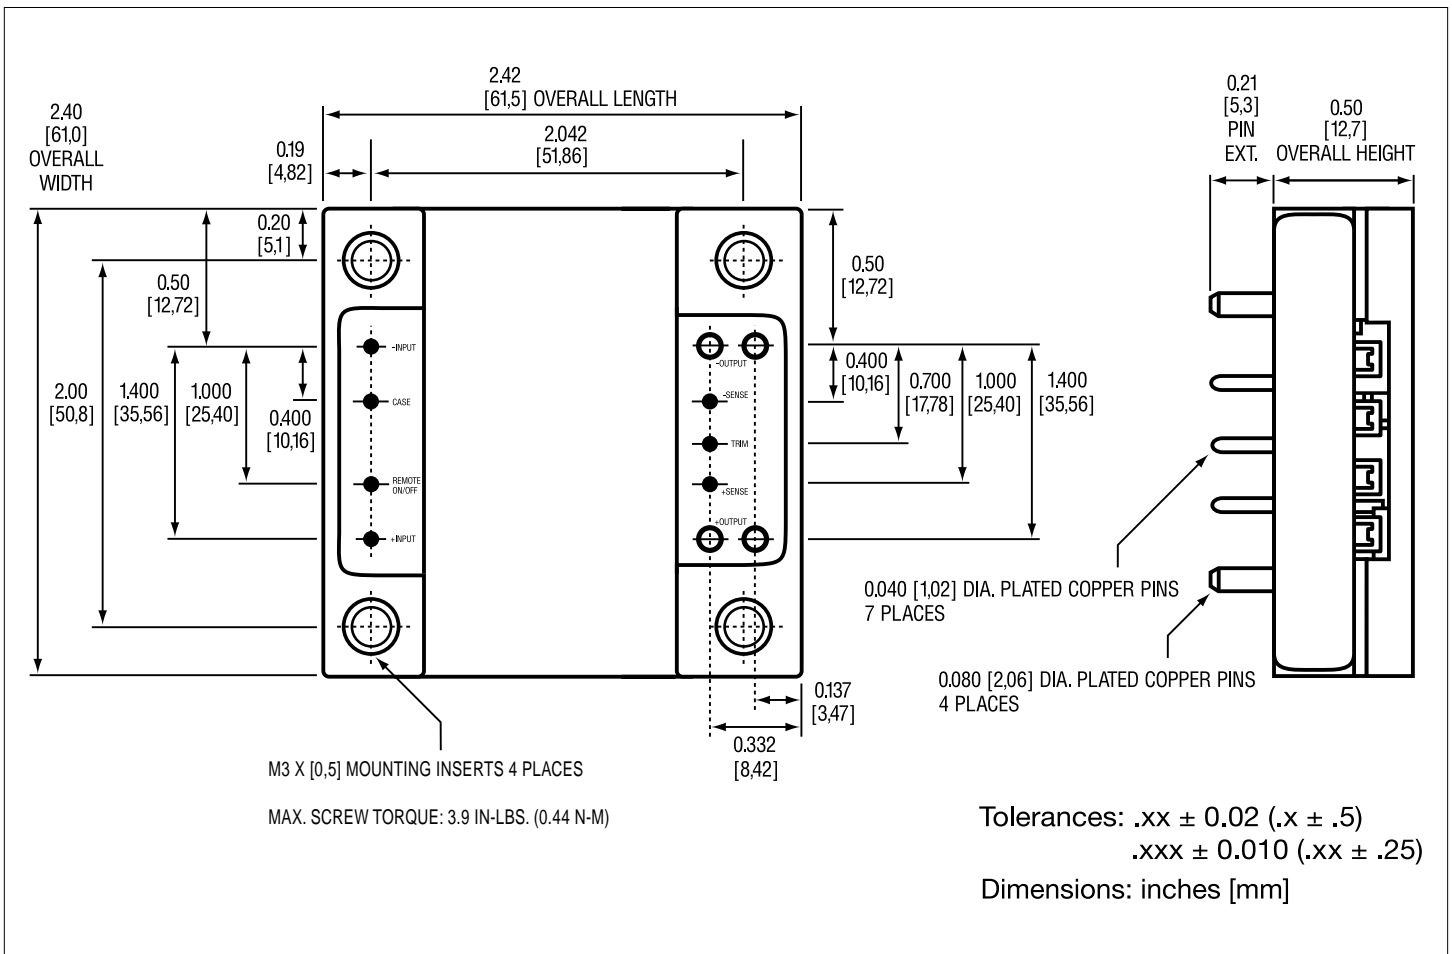 2.42
[61,5] OVERALL LENGTH
2.40
[61,0]
OVERALL
WIDTH
0.19
[4,82]
2.042
[51,86]
0.21
[5,3]
PIN
EXT.
0.50
[12,7]
OVERALL HEIGHT
0.20
[5,1]
0.50
[12,72]
0.50
[12,72]
-INPUT
CASE
REMOTE
ON/OFF
+INPUT
-OUTPUT
-SENSE
TRIM
+SENSE
+OUTPUT
2.00
[50,8]
1.400
[35,56]
1.000
[25,40]
0.400
[10,16]
0.400
[10,16]
0.700
[17,78]
1.000
[25,40]
1.400
[35,56]
0.040 [1,02] DIA. PLATED COPPER PINS
7 PLACES
0.080 [2,06] DIA. PLATED COPPER PINS
4 PLACES
0.137
[3,47]
0.332
[8,42]
M3 X [0,5] MOUNTING INSERTS 4 PLACES
MAX. SCREW TORQUE: 3.9 IN-LBS. (0.44 N-M)
Tolerances: .xx ± 0.02 (.x ± .5)
.xxx ± 0.010 (.xx ± .25)
Dimensions: inches [mm]